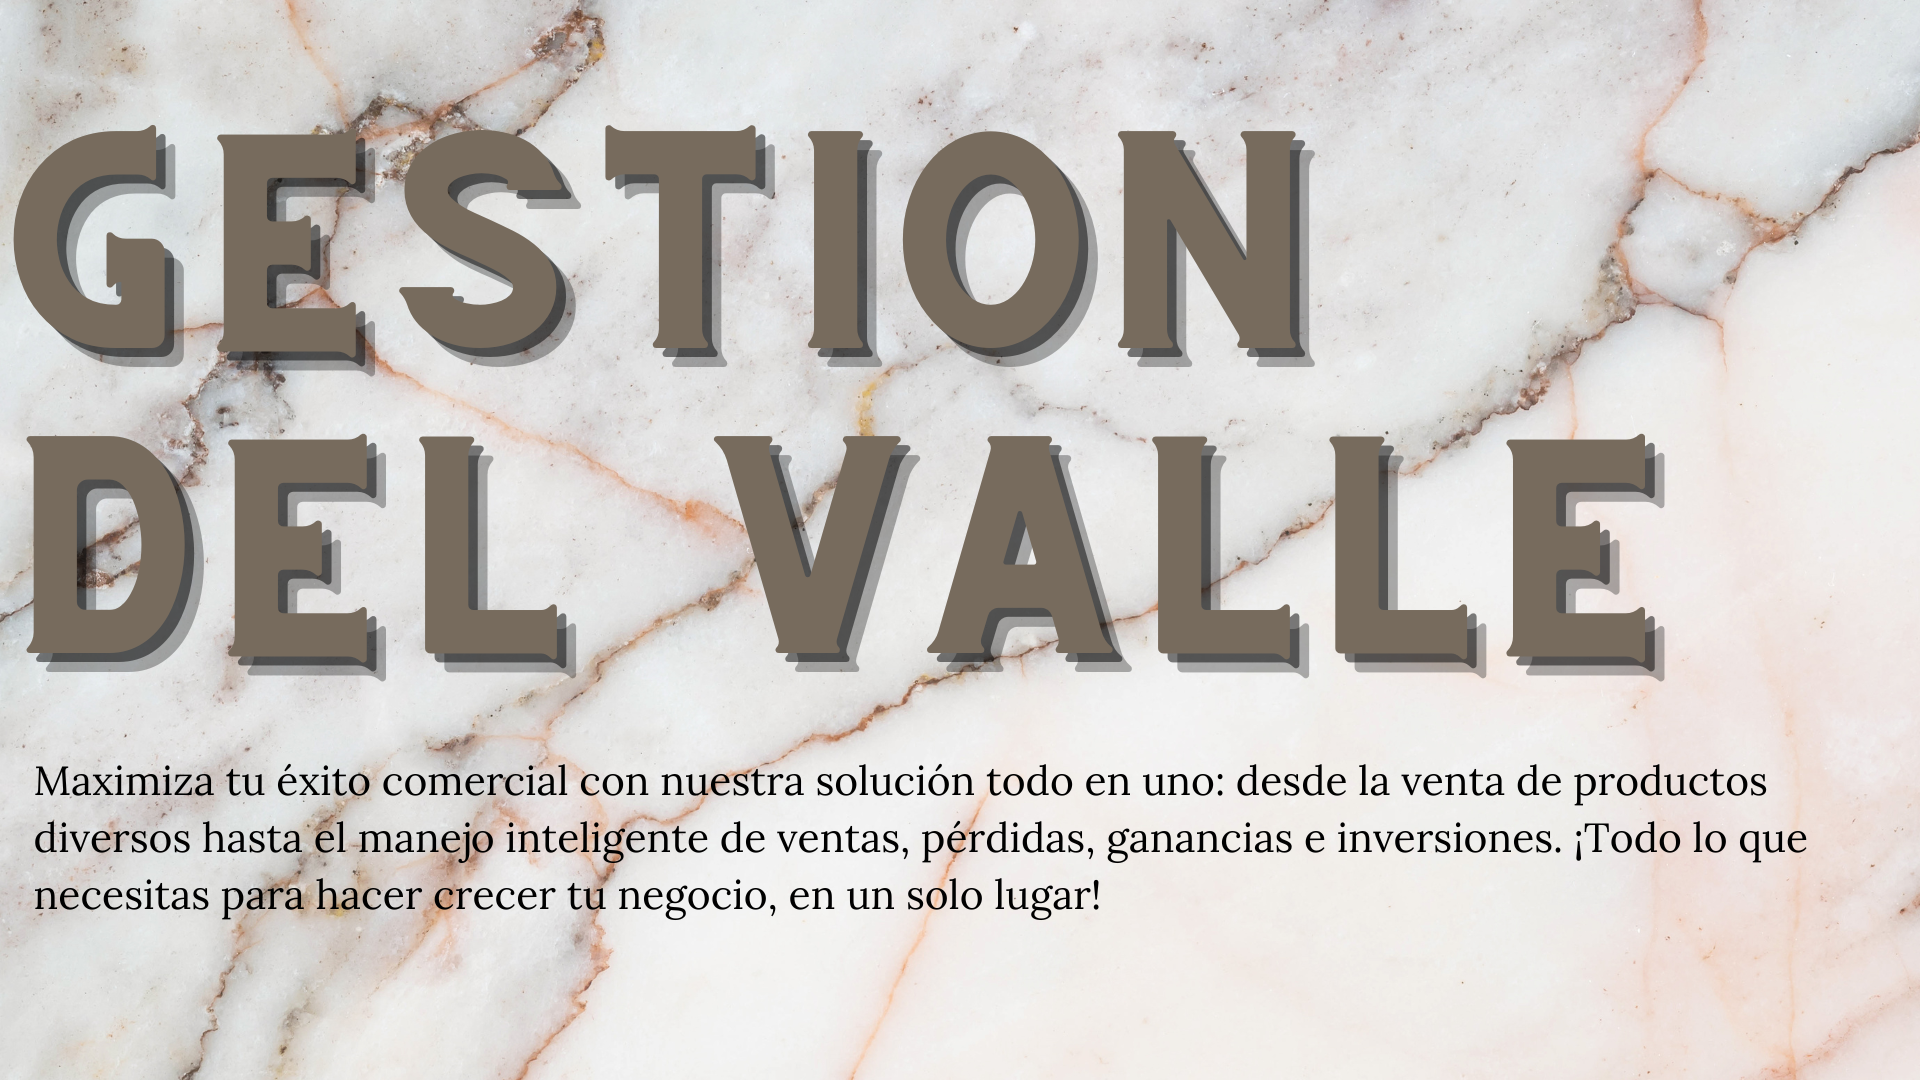 GESTION
DEL VALLE
Maximiza tu éxito comercial con nuestra solución todo en uno: desde la venta de productos
diversos hasta el manejo inteligente de ventas, pérdidas, ganancias e inversiones. ¡Todo lo que
necesitas para hacer crecer tu negocio, en un solo lugar!